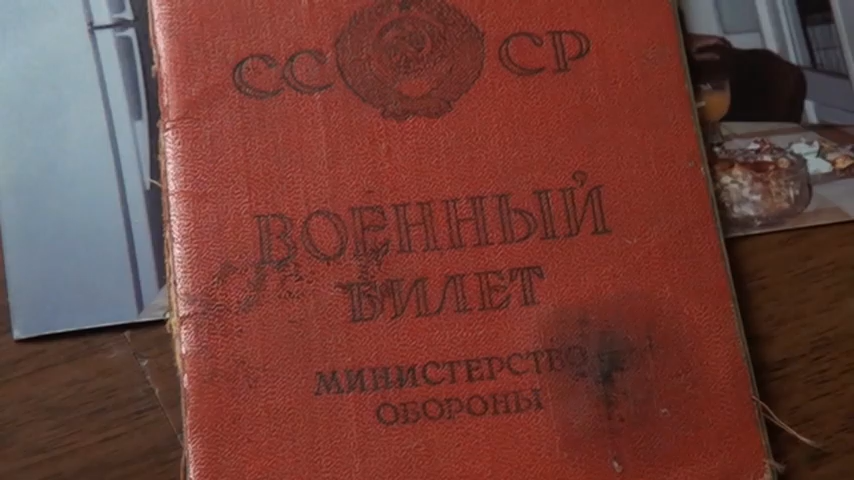 СССР
ВОЕННЫЙ
БИЛЕТ
МИНИСТЕРСТВО
ОБОРОНЫ